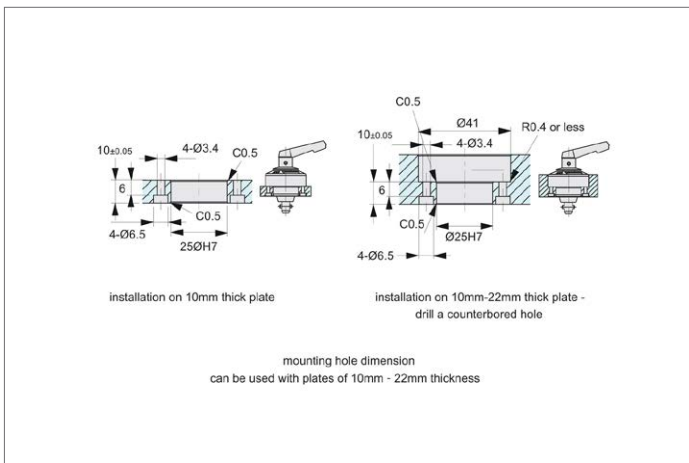 10±0.05
4-Ø3.4
C0.5
6
C0.5
4-Ø6.5
25ØH7
installation on 10mm thick plate
C0.5
Ø41
R0.4 or less
10±0.05
4-Ø3.4
6
C0.5
Ø25H7
4-Ø6.5
installation on 10mm-22mm thick plate -
drill a counterbored hole
mounting hole dimension
can be used with plates of 10mm - 22mm thickness